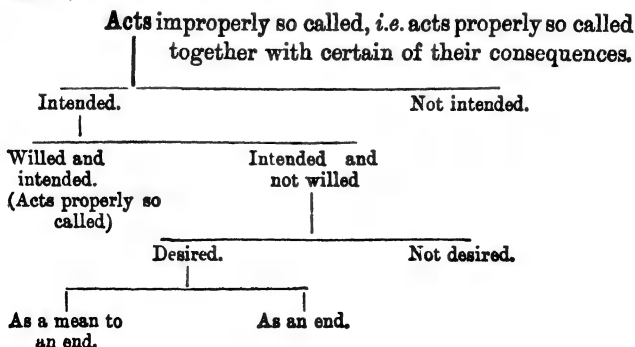 Acts improperly so called, i.e. acts properly so called
together with certain of their consequences.
Intended.
Not intended.
Willed and
intended.
(Acts properly so
called)
Intended and
not willed
Desired.
Not desired.
As a mean to
an end.
As an end.